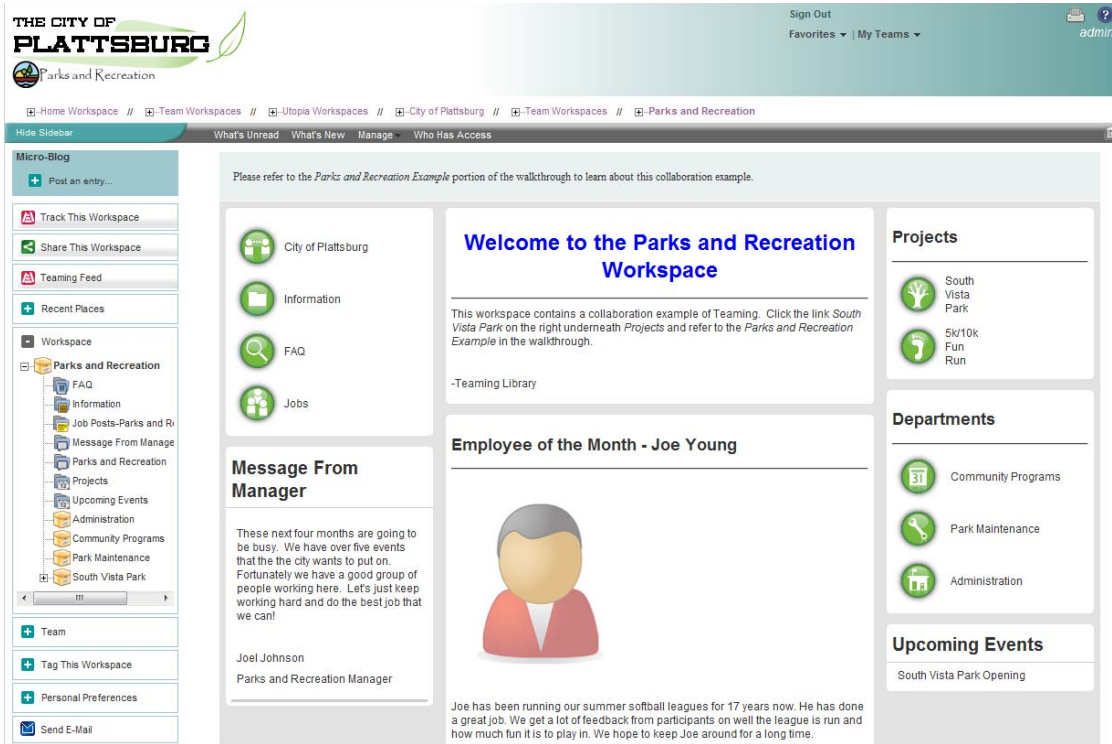 THE CITY OF
PLATTSBURG
Parks and Recreation
Sign Out
Favorites | My Teams
?
admin
Home Workspace // Team Workspaces // Utopia Workspaces // City of Plattsburg // Team Workspaces // Parks and Recreation
Hide Sidebar
What's Unread What's New Manage Who Has Access
Micro-Blog
Post an entry...
Track This Workspace
Share This Workspace
Teaming Feed
Recent Places
Workspace
Parks and Recreation
FAQ
Information
Job Posts-Parks and Re
Message From Manage
Parks and Recreation
Projects
Upcoming Events
Administration
Community Programs
Park Maintenance
South Vista Park
Team
Tag This Workspace
Personal Preferences
Send E-Mail
Please refer to the Parks and Recreation Example portion of the walkthrough to learn about this collaboration example.
City of Plattsburg
Information
FAQ
Jobs
Message From
Manager
These next four months are going to
be busy. We have over five events
that the the city wants to put on.
Fortunately we have a good group of
people working here. Let's just keep
working hard and do the best job that
we can!
Joel Johnson
Parks and Recreation Manager
Welcome to the Parks and Recreation
Workspace
This workspace contains a collaboration example of Teaming. Click the link South
Vista Park on the right underneath Projects and refer to the Parks and Recreation
Example in the walkthrough.
-Teaming Library
Employee of the Month - Joe Young
Joe has been running our summer softball leagues for 17 years now. He has done
a great job. We get a lot of feedback from participants on well the league is run and
how much fun it is to play in. We hope to keep Joe around for a long time.
Projects
South
Vista
Park
5k/10k
Fun
Run
Departments
31
Community Programs
Park Maintenance
Administration
Upcoming Events
South Vista Park Opening